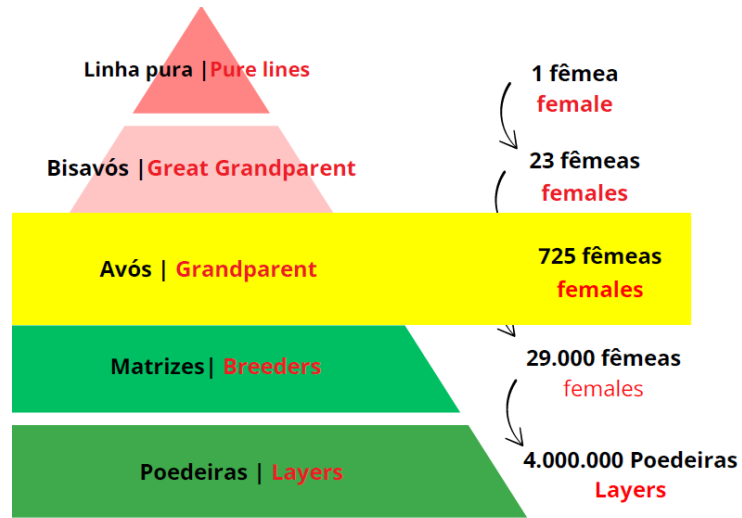 Linha pura |Pure lines
1 fêmea
female
Bisavós |Great Grandparent
23 fêmeas
females
Avós | Grandparent
725 fêmeas
females
Matrizes| Breeders
29.000 fêmeas
females
Poedeiras | Layers
4.000.000 Poedeiras
Layers